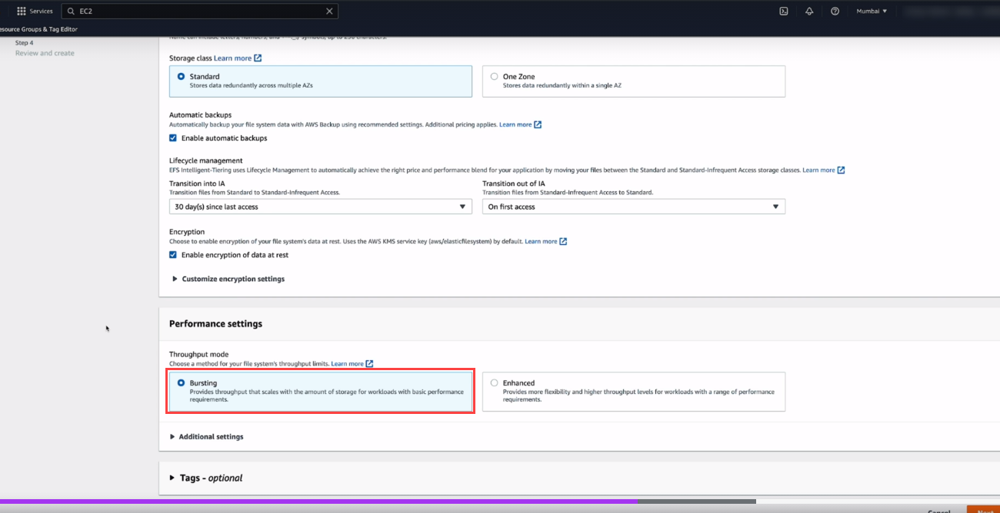 Services
EC2
Mumbai
esource Groups & Tag Editor
Step 4
Review and create
Storage class Learn more
Standard
Stores data redundantly across multiple AZs
One Zone
Stores data redundantly within a single AZ
Automatic backups
Automatically backup your file system data with AWS Backup using recommended settings. Additional pricing applies. Learn more
Enable automatic backups
Lifecycle management
EFS Intelligent-Tiering uses Lifecycle Management to automatically achieve the right price and performance blend for your application by moving your files between the Standard and Standard-Infrequent Access storage classes. Learn more
Transition into IA
Transition files from Standard to Standard-Infrequent Access.
30 day(s) since last access
Transition out of IA
Transition files from Standard-Infrequent Access to Standard.
On first access
Encryption
Choose to enable encryption of your file system's data at rest. Uses the AWS KMS service key (aws/elasticfilesystem) by default. Learn more
Enable encryption of data at rest
Customize encryption settings
Performance settings
Throughput mode
Choose a method for your file system's throughput limits. Learn more
Bursting
Provides throughput that scales with the amount of storage for workloads with basic performance
requirements.
Enhanced
Provides more flexibility and higher throughput levels for workloads with a range of performance
requirements.
Additional settings
Tags - optional
Cancel
Next